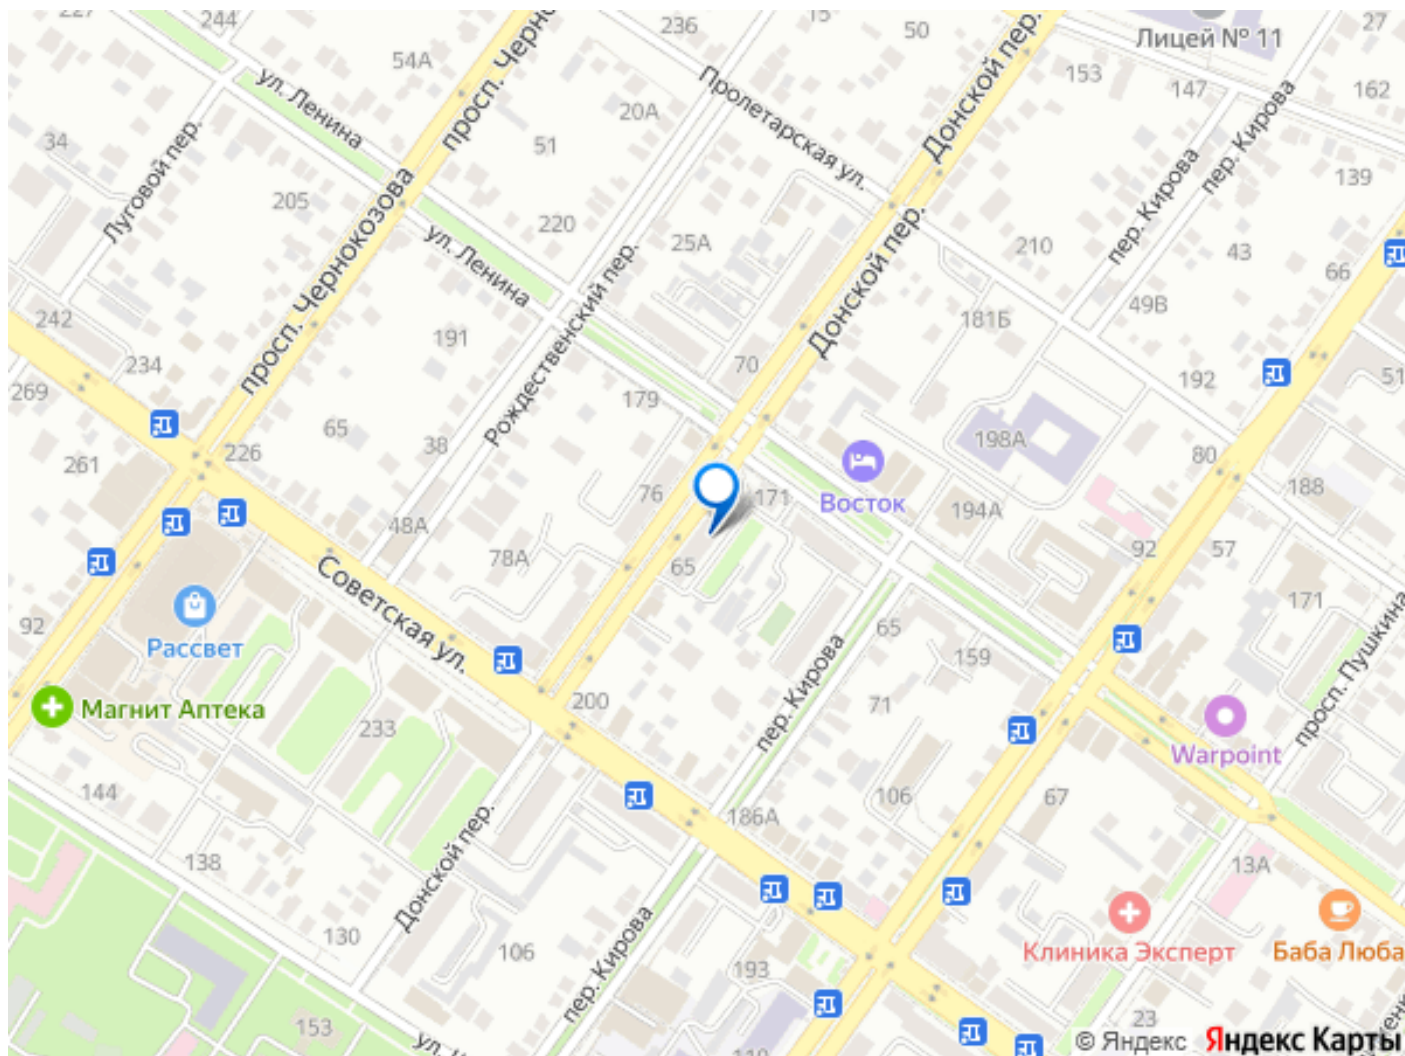 227
244
236
15
50
27
Лицей № 11
54А
просп. Черно
Донской пер.
153
147
162
ул. Ленина
20А
Пролетарская ул.
пер. Кирова
34
51
Луговой пер.
205
220
25А
139
просп. Чернокозова
ул. Ленина
Рождественский пер.
Донской пер.
210
пер. Кирова
43
66
49В
242
191
181Б
234
269
70
192
51
179
65
38
226
198А
80
261
76
171
Восток
194А
188
48А
78А
65
92
57
Советская ул.
Рассвет
92
171
65
159
пер. Кирова
просп. Пушкина
Магнит Аптека
233
200
71
Warpoint
144
186А
106
67
138
Донской пер.
13А
130
106
пер. Кирова
193
Клиника Эксперт
Баба Люба
153
23
110
© Яндекс Яндекс Карты